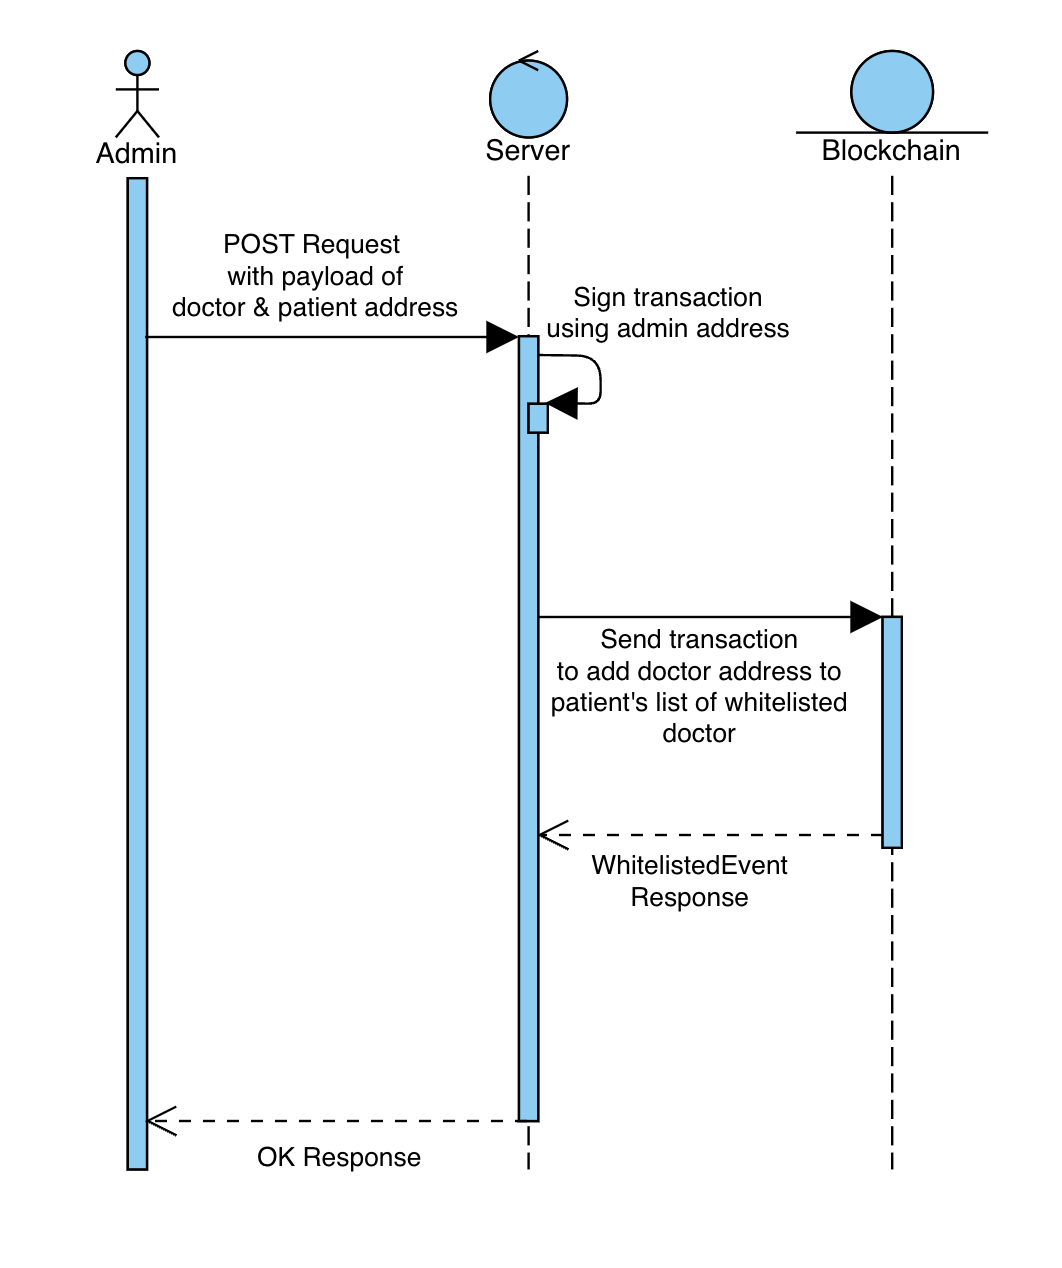 Admin
Server
Blockchain
POST Request
with payload of
doctor & patient address
Sign transaction
using admin address
Send transaction
to add doctor address to
patient's list of whitelisted
doctor
WhitelistedEvent
Response
OK Response